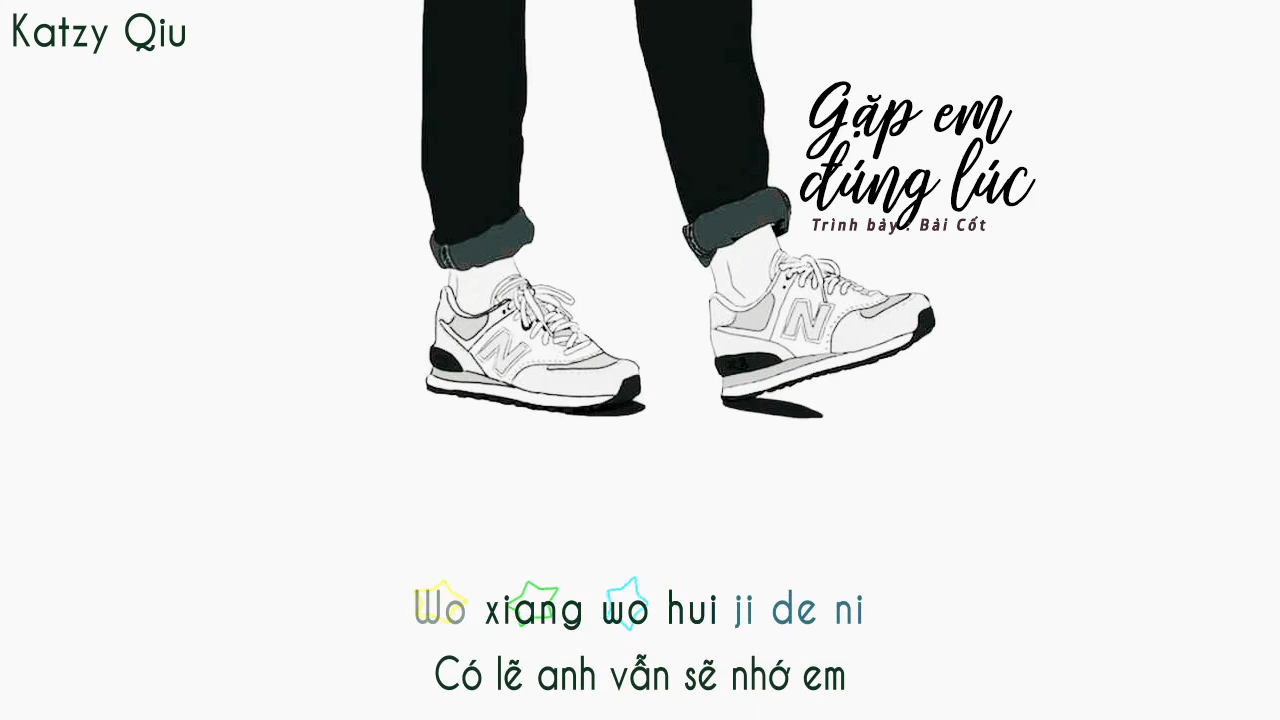 Katzy Qiu
Gặp em
đúng lúc
Trình bày : Bài Cốt
N
N
Wo xiang wo hui ji de ni
Có lẽ anh vẫn sẽ nhớ em